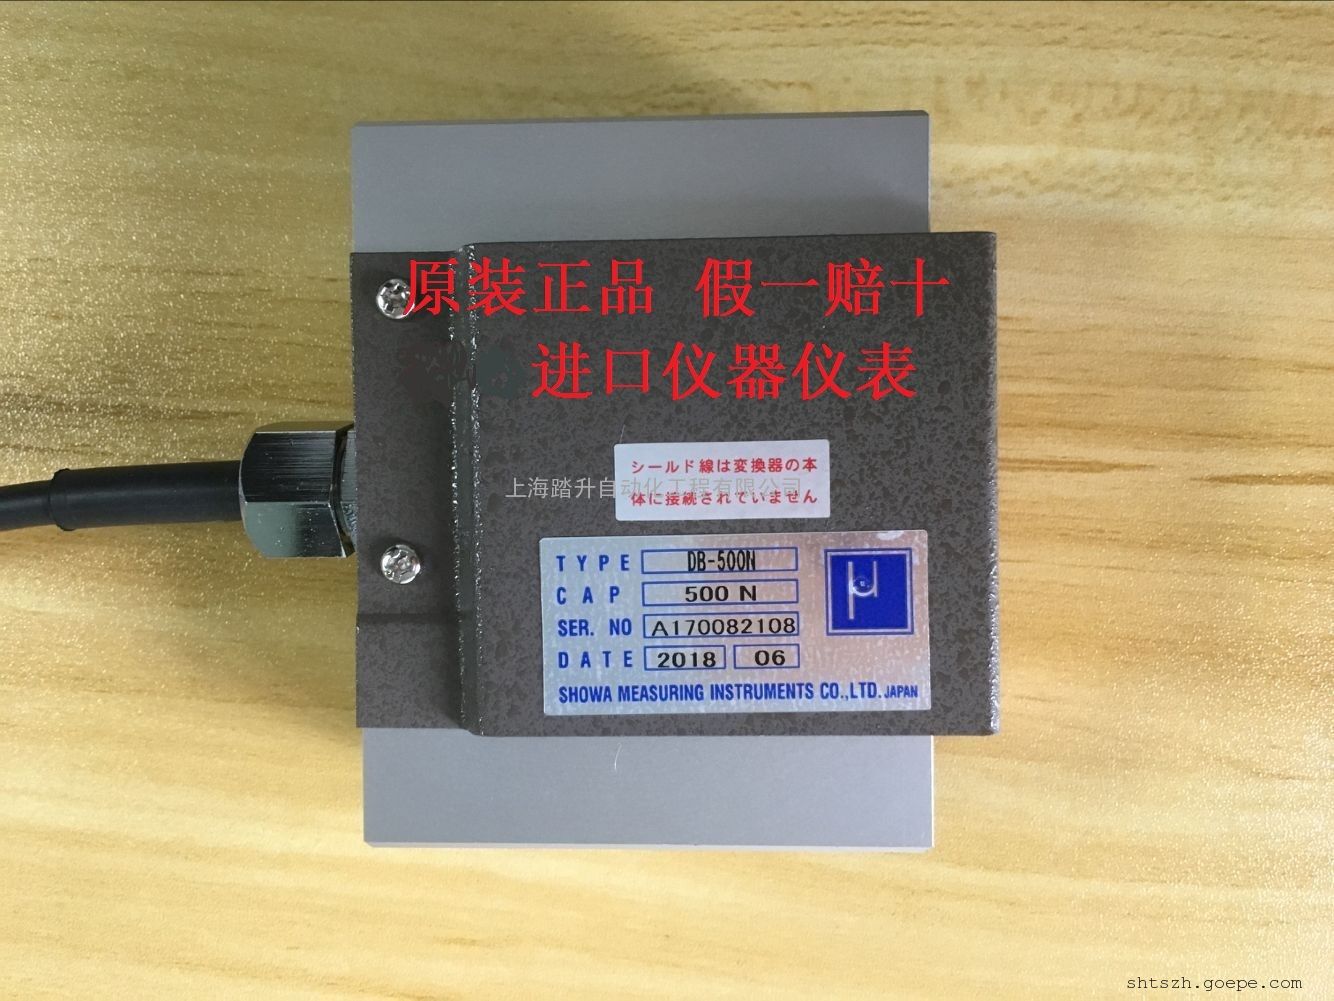 原装正品 假一赔十
进口仪器仪表
シールド線は変換器の本
体に接続されていません
上海踏升自动化工程有限公司
TYPE DB-500N
CAP 500 N
SER. NO A170082108
DATE 2018 06
SHOWA MEASURING INSTRUMENTS CO.,LTD. JAPAN
shtszh.goepe.com